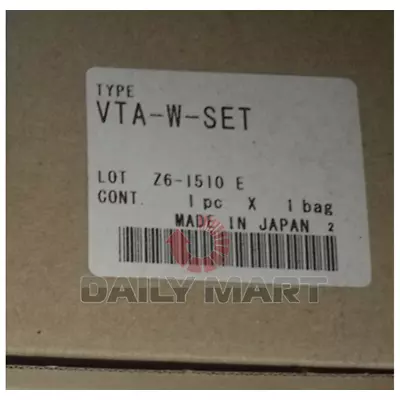 TYPE
VTA-W-SET
LOT Z6-1510 E
CONT. 1 pc X 1 bag
MADE IN JAPAN 2
DAILY MART